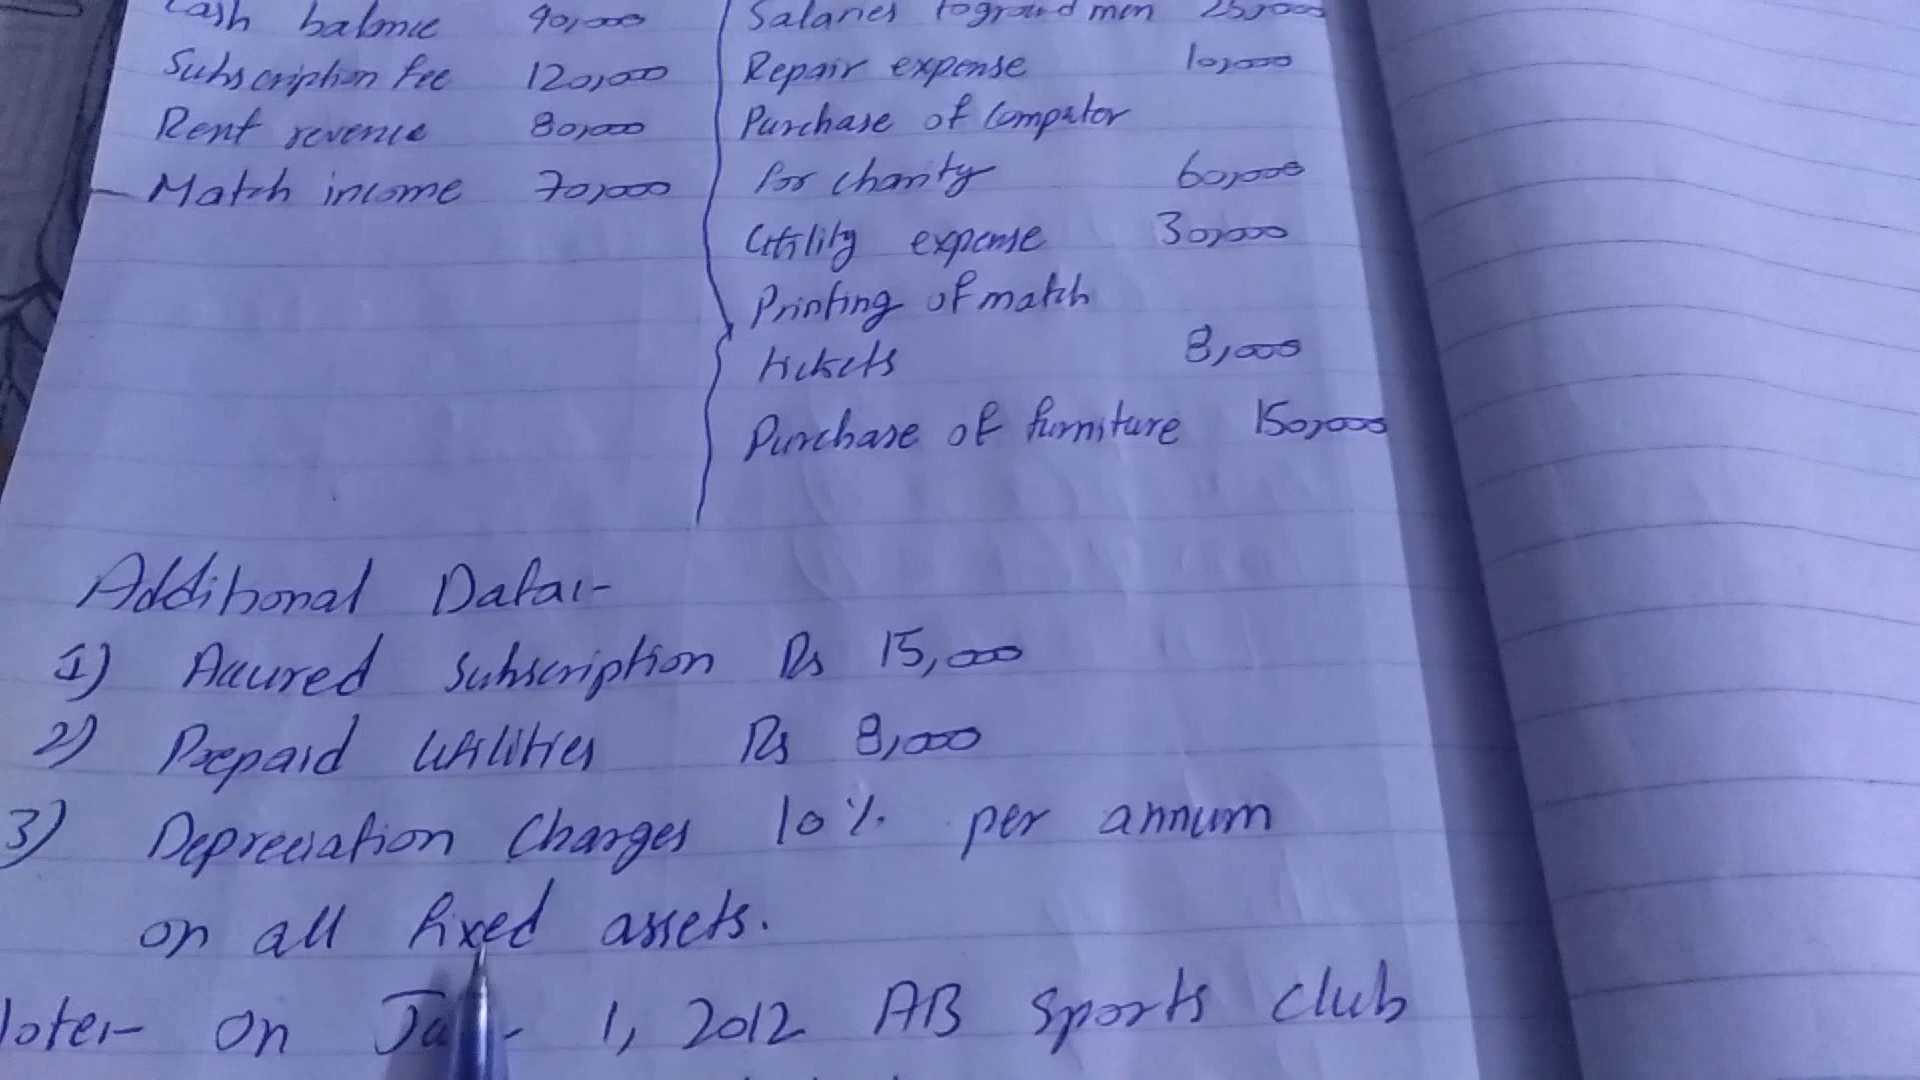 Cash balance 90,000
Subscription fee 120,000
Rent revenue 80,000
Match income 70,000
Salaries to ground men 25,000
Repair expense 10,000
Purchase of Computor
for charity 60,000
Utility expense 30,000
Printing of match
tickets 8,000
Purchase of furniture 150,000
Additional Data:-
1) Accured Subscription Rs 15,000
2) Prepaid Utilities Rs 8,000
3) Depreciation Charges 10% per annum
on all fixed assets.
Note:- On 1, 2012 AB Sports Club